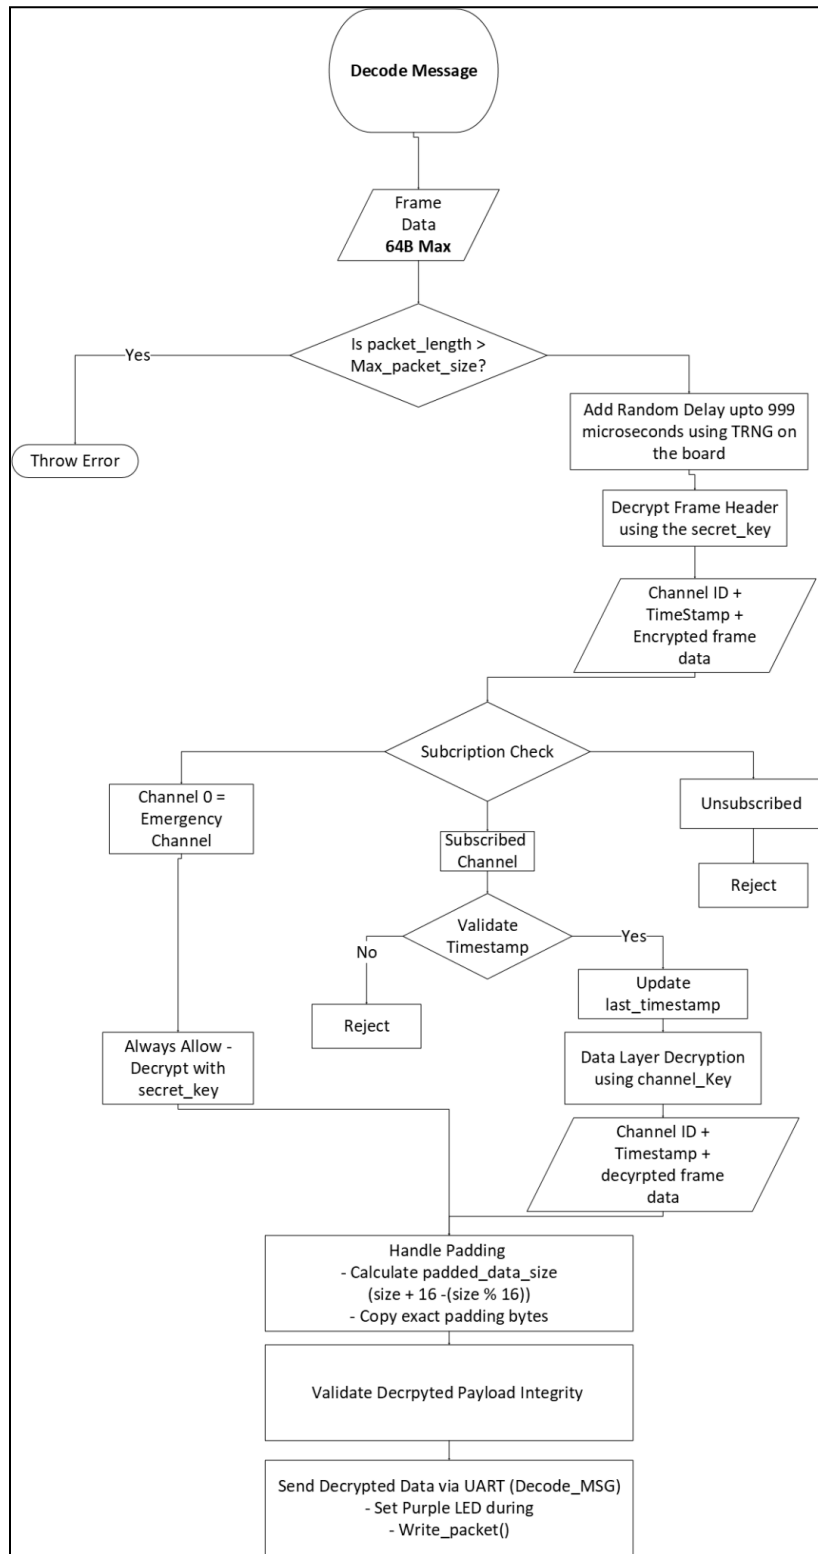 Decode Message
Frame
Data
64B Max
Is packet_length >
Max_packet_size?
Yes
Throw Error
Add Random Delay upto 999
microseconds using TRNG on
the board
Decrypt Frame Header
using the secret_key
Channel ID +
TimeStamp +
Encrypted frame
data
Subcription Check
Channel 0 =
Emergency
Channel
Subscribed
Channel
Unsubscribed
Reject
Validate
Timestamp
No
Yes
Reject
Update
last_timestamp
Always Allow -
Decrypt with
secret_key
Data Layer Decryption
using channel_Key
Channel ID +
Timestamp +
decyrpted frame
data
Handle Padding
- Calculate padded_data_size
(size + 16 -(size % 16))
- Copy exact padding bytes
Validate Decrpyted Payload Integrity
Send Decrypted Data via UART (Decode_MSG)
- Set Purple LED during
- Write_packet()